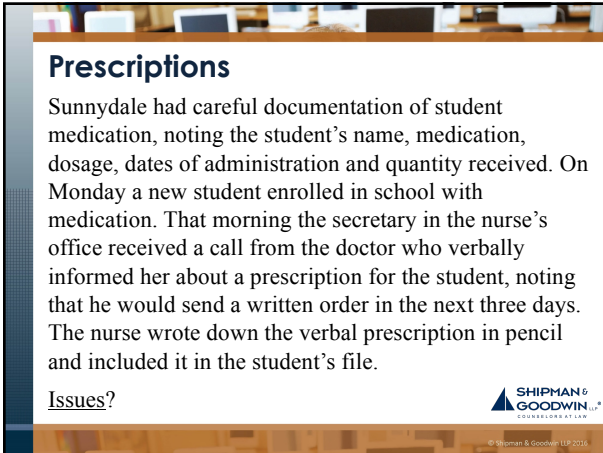 Prescriptions
Sunnydale had careful documentation of student
medication, noting the student’s name, medication,
dosage, dates of administration and quantity received. On
Monday a new student enrolled in school with
medication. That morning the secretary in the nurse’s
office received a call from the doctor who verbally
informed her about a prescription for the student, noting
that he would send a written order in the next three days.
The nurse wrote down the verbal prescription in pencil
and included it in the student’s file.
Issues?
SHIPMAN &
GOODWIN LLP®
COUNSELORS AT LAW
© Shipman & Goodwin LLP 2016